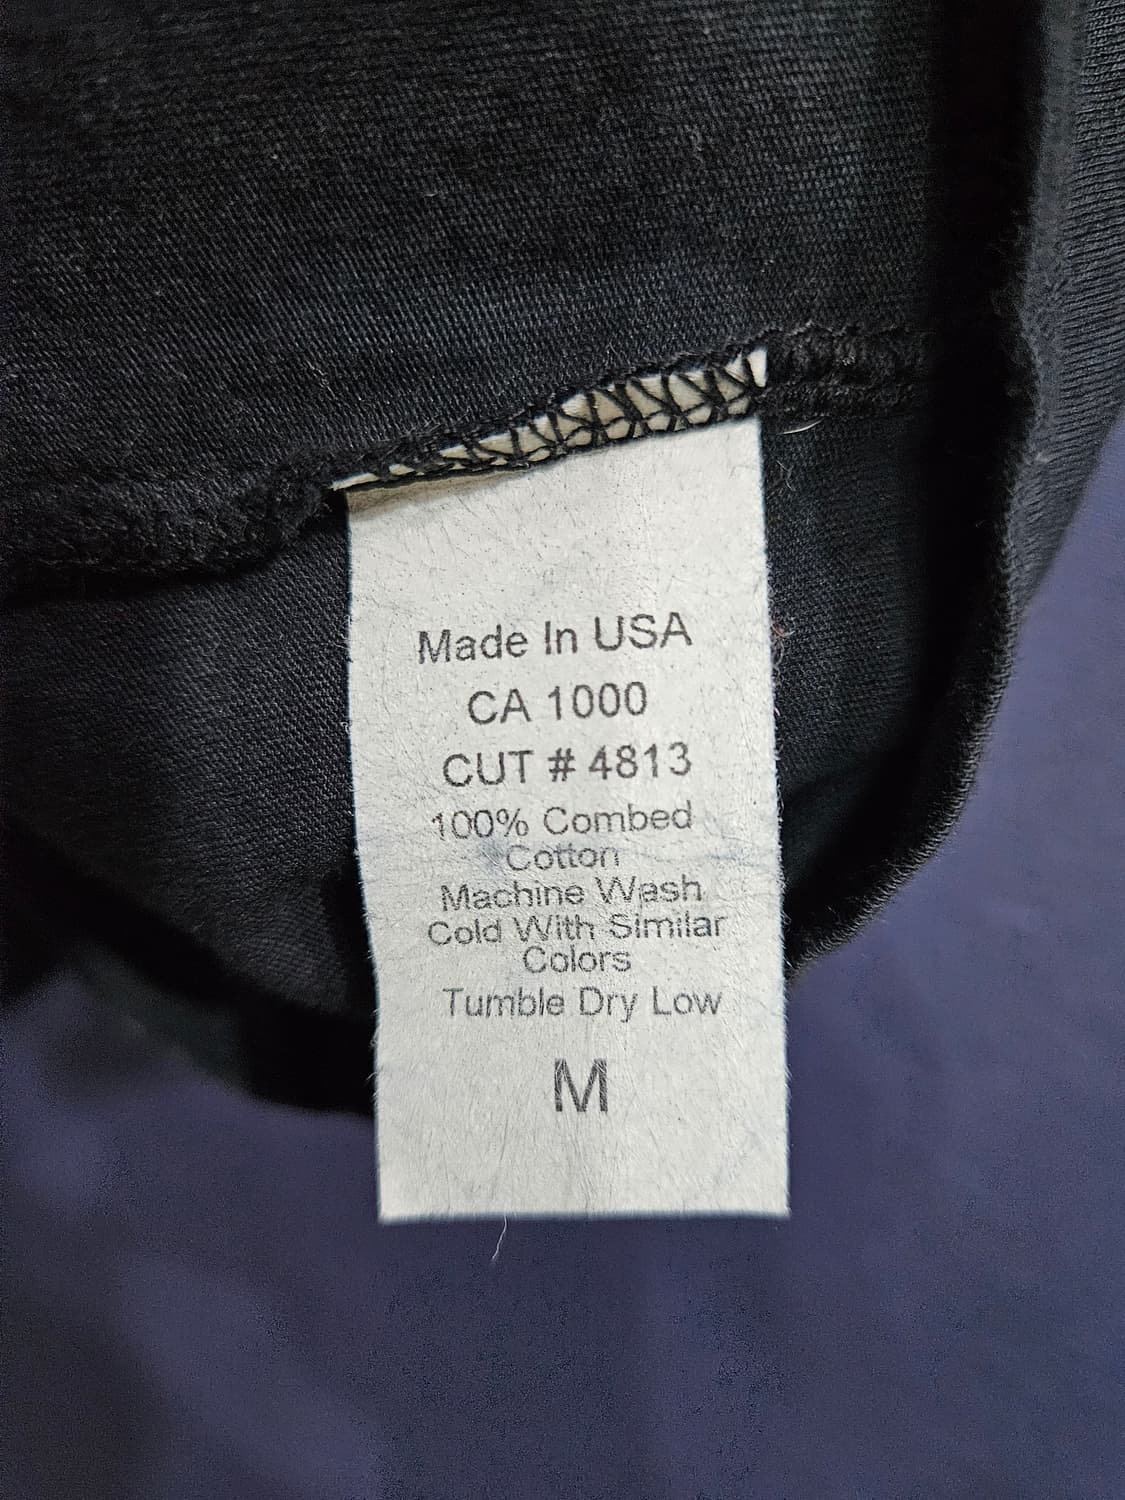 Made In USA
CA 1000
CUT # 4813
100% Combed
Cotton
Machine Wash
Cold With Similar
Colors
Tumble Dry Low
M